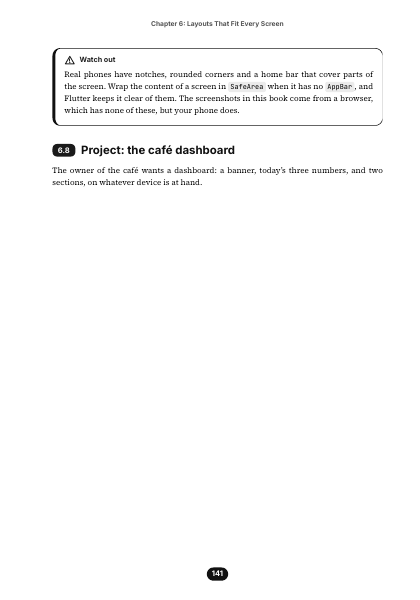 Chapter 6: Layouts That Fit Every Screen
Watch out
Real phones have notches, rounded corners and a home bar that cover parts of
the screen. Wrap the content of a screen in SafeArea when it has no AppBar, and
Flutter keeps it clear of them. The screenshots in this book come from a browser,
which has none of these, but your phone does.
6.8 Project: the café dashboard
The owner of the café wants a dashboard: a banner, today's three numbers, and two
sections, on whatever device is at hand.
141